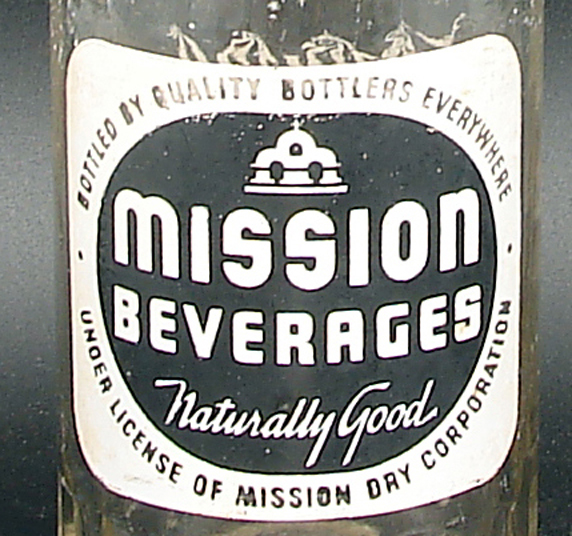 BOTTLED BY QUALITY BOTTLERS EVERYWHERE
MISSION
BEVERAGES
Naturally Good
UNDER LICENSE OF MISSION DRY CORPORATION